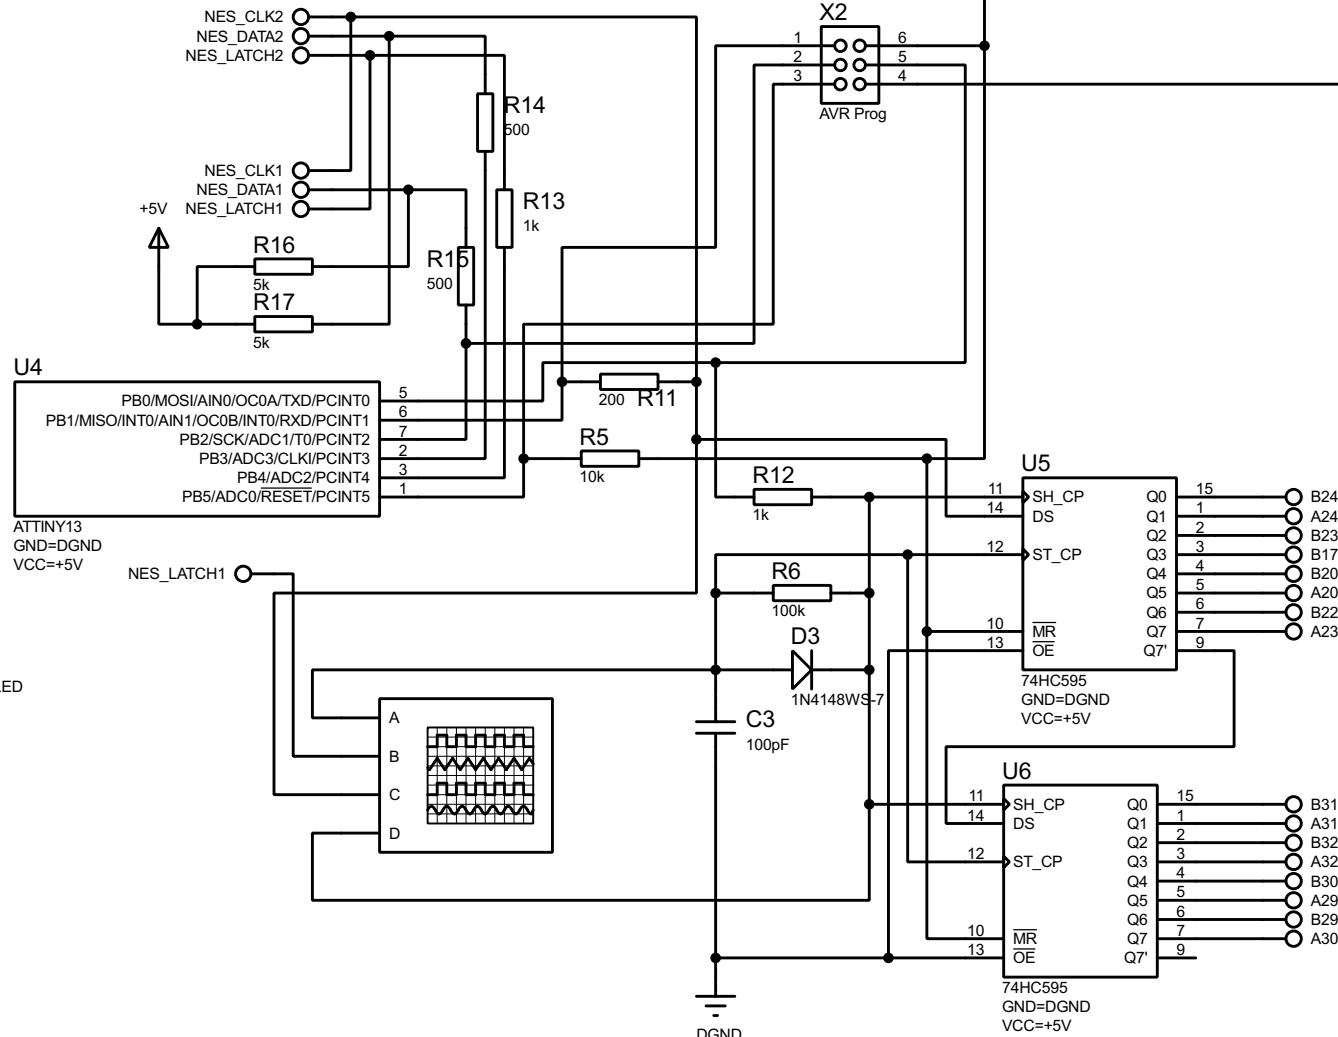 NES_CLK2
NES_DATA2
NES_LATCH2
X2
1
2
3
6
5
4
AVR Prog
R14
500
NES_CLK1
NES_DATA1
NES_LATCH1
+5V
R13
1k
R16
5k
R17
5k
R15
500
U4
PB0/MOSI/AIN0/OC0A/TXD/PCINT0 5
PB1/MISO/INT0/AIN1/OC0B/INT0/RXD/PCINT1 6
PB2/SCK/ADC1/T0/PCINT2 7
PB3/ADC3/CLKI/PCINT3 2
PB4/ADC2/PCINT4 3
PB5/ADC0/RESET/PCINT5 1
ATTINY13
GND=DGND
VCC=+5V
200 R11
R5
10k
R12
1k
U5
11 SH_CP Q0 15 B24
14 DS Q1 1 A24
Q2 2 B23
12 ST_CP Q3 3 B17
Q4 4 B20
Q5 5 A20
Q6 6 B22
10 MR Q7 7 A23
13 OE Q7' 9
74HC595
GND=DGND
VCC=+5V
NES_LATCH1
R6
100k
D3
1N4148WS-7
C3
100pF
ED
A
B
C
D
U6
11 SH_CP Q0 15 B31
14 DS Q1 1 A31
Q2 2 B32
12 ST_CP Q3 3 A32
Q4 4 B30
Q5 5 A29
Q6 6 B29
10 MR Q7 7 A30
13 OE Q7' 9
74HC595
GND=DGND
VCC=+5V
DGND